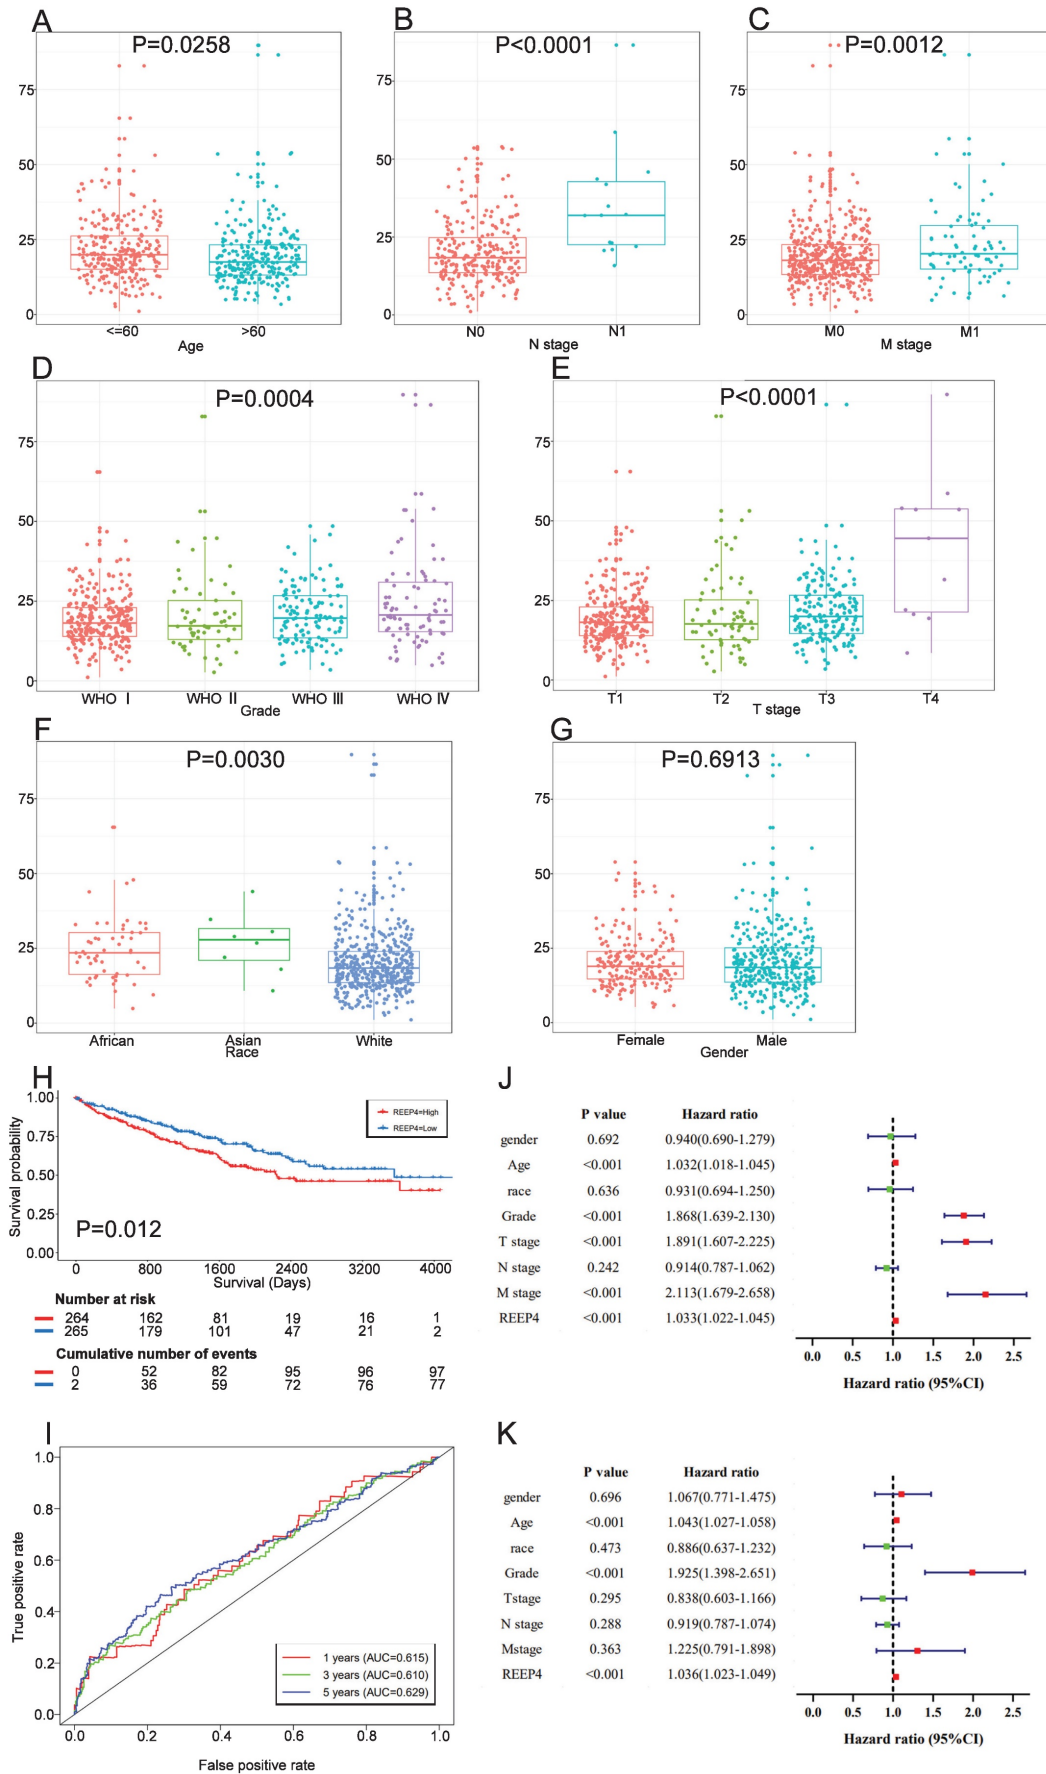 A
B
C
P=0.0258
P<0.0001
P=0.0012
75
50
25
0
75
50
25
0
75
50
25
0
<=60
>60
N0
N1
M0
M1
Age
N stage
M stage
D
E
P=0.0004
P<0.0001
75
50
25
0
75
50
25
0
WHO I
WHO II
WHO III
WHO IV
T1
T2
T3
T4
Grade
T stage
F
G
P=0.0030
P=0.6913
75
50
25
0
75
50
25
0
African
Asian
White
Female
Male
Race
Gender
H
Survival probability
1.00
0.75
0.50
0.25
0.00
REEP4=High
REEP4=Low
P=0.012
0 800 1600 2400 3200 4000
Survival (Days)
Number at risk
264 162 81 19 16 1
265 179 101 47 21 2
Cumulative number of events
0 52 82 95 96 97
2 36 59 72 76 77
J
P value Hazard ratio
gender 0.692 0.940(0.690-1.279)
Age <0.001 1.032(1.018-1.045)
race 0.636 0.931(0.694-1.250)
Grade <0.001 1.868(1.639-2.130)
T stage <0.001 1.891(1.607-2.225)
N stage 0.242 0.914(0.787-1.062)
M stage <0.001 2.113(1.679-2.658)
REEP4 <0.001 1.033(1.022-1.045)
0.0 0.5 1.0 1.5 2.0 2.5
Hazard ratio (95%CI)
I
True positive rate
1.0
0.8
0.6
0.4
0.2
0.0
1 years (AUC=0.615)
3 years (AUC=0.610)
5 years (AUC=0.629)
0.0 0.2 0.4 0.6 0.8 1.0
False positive rate
K
P value Hazard ratio
gender 0.696 1.067(0.771-1.475)
Age <0.001 1.043(1.027-1.058)
race 0.473 0.886(0.637-1.232)
Grade <0.001 1.925(1.398-2.651)
Tstage 0.295 0.838(0.603-1.166)
N stage 0.288 0.919(0.787-1.074)
Mstage 0.363 1.225(0.791-1.898)
REEP4 <0.001 1.036(1.023-1.049)
0.0 0.5 1.0 1.5 2.0 2.5
Hazard ratio (95%CI)